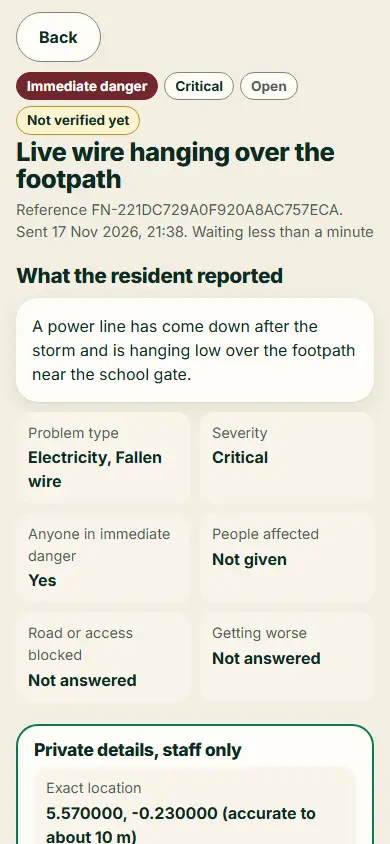 Back
Immediate danger Critical Open
Not verified yet
Live wire hanging over the
footpath
Reference FN-221DC729A0F920A8AC757ECA.
Sent 17 Nov 2026, 21:38. Waiting less than a minute
What the resident reported
A power line has come down after the
storm and is hanging low over the footpath
near the school gate.
Problem type
Electricity, Fallen
wire
Severity
Critical
Anyone in immediate
danger
Yes
People affected
Not given
Road or access
blocked
Not answered
Getting worse
Not answered
Private details, staff only
Exact location
5.570000, -0.230000 (accurate to
about 10 m)